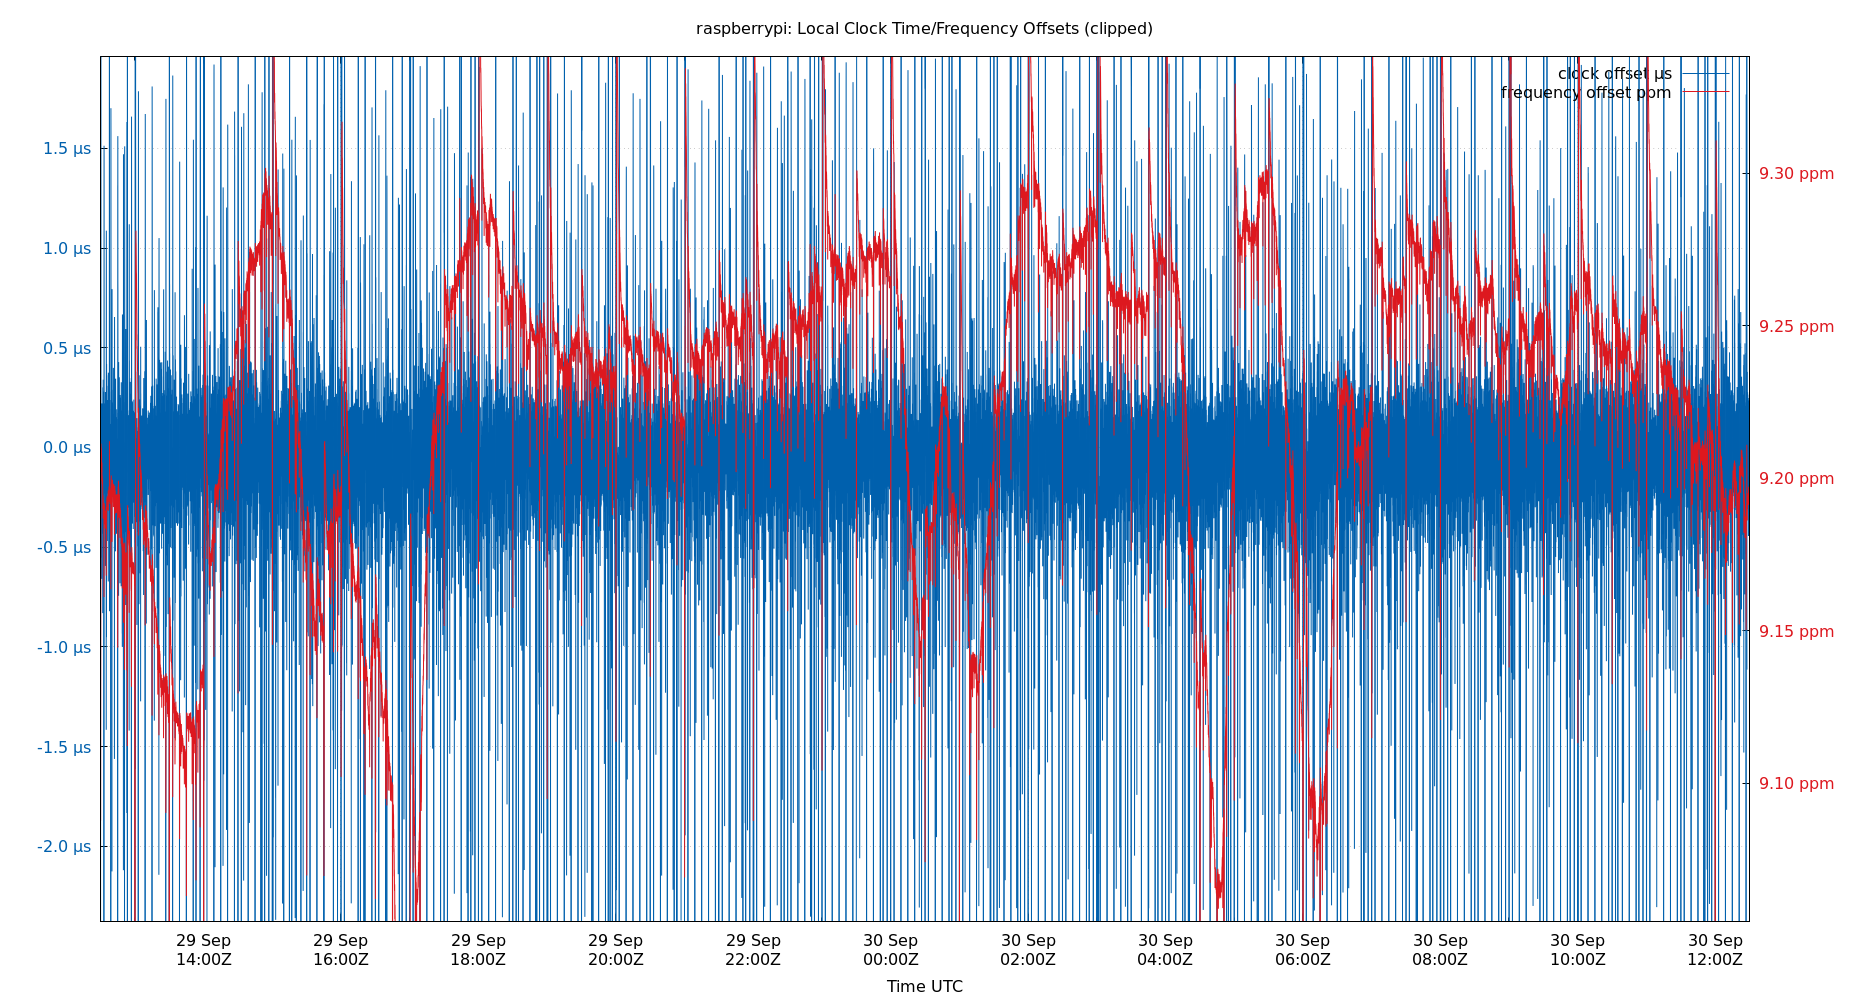 raspberrypi: Local Clock Time/Frequency Offsets (clipped)
clock offset µs
frequency offset ppm
1.5 µs
1.0 µs
0.5 µs
0.0 µs
-0.5 µs
-1.0 µs
-1.5 µs
-2.0 µs
9.30 ppm
9.25 ppm
9.20 ppm
9.15 ppm
9.10 ppm
29 Sep 29 Sep 29 Sep 29 Sep 29 Sep 30 Sep 30 Sep 30 Sep 30 Sep 30 Sep 30 Sep 30 Sep
14:00Z 16:00Z 18:00Z 20:00Z 22:00Z 00:00Z 02:00Z 04:00Z 06:00Z 08:00Z 10:00Z 12:00Z
Time UTC